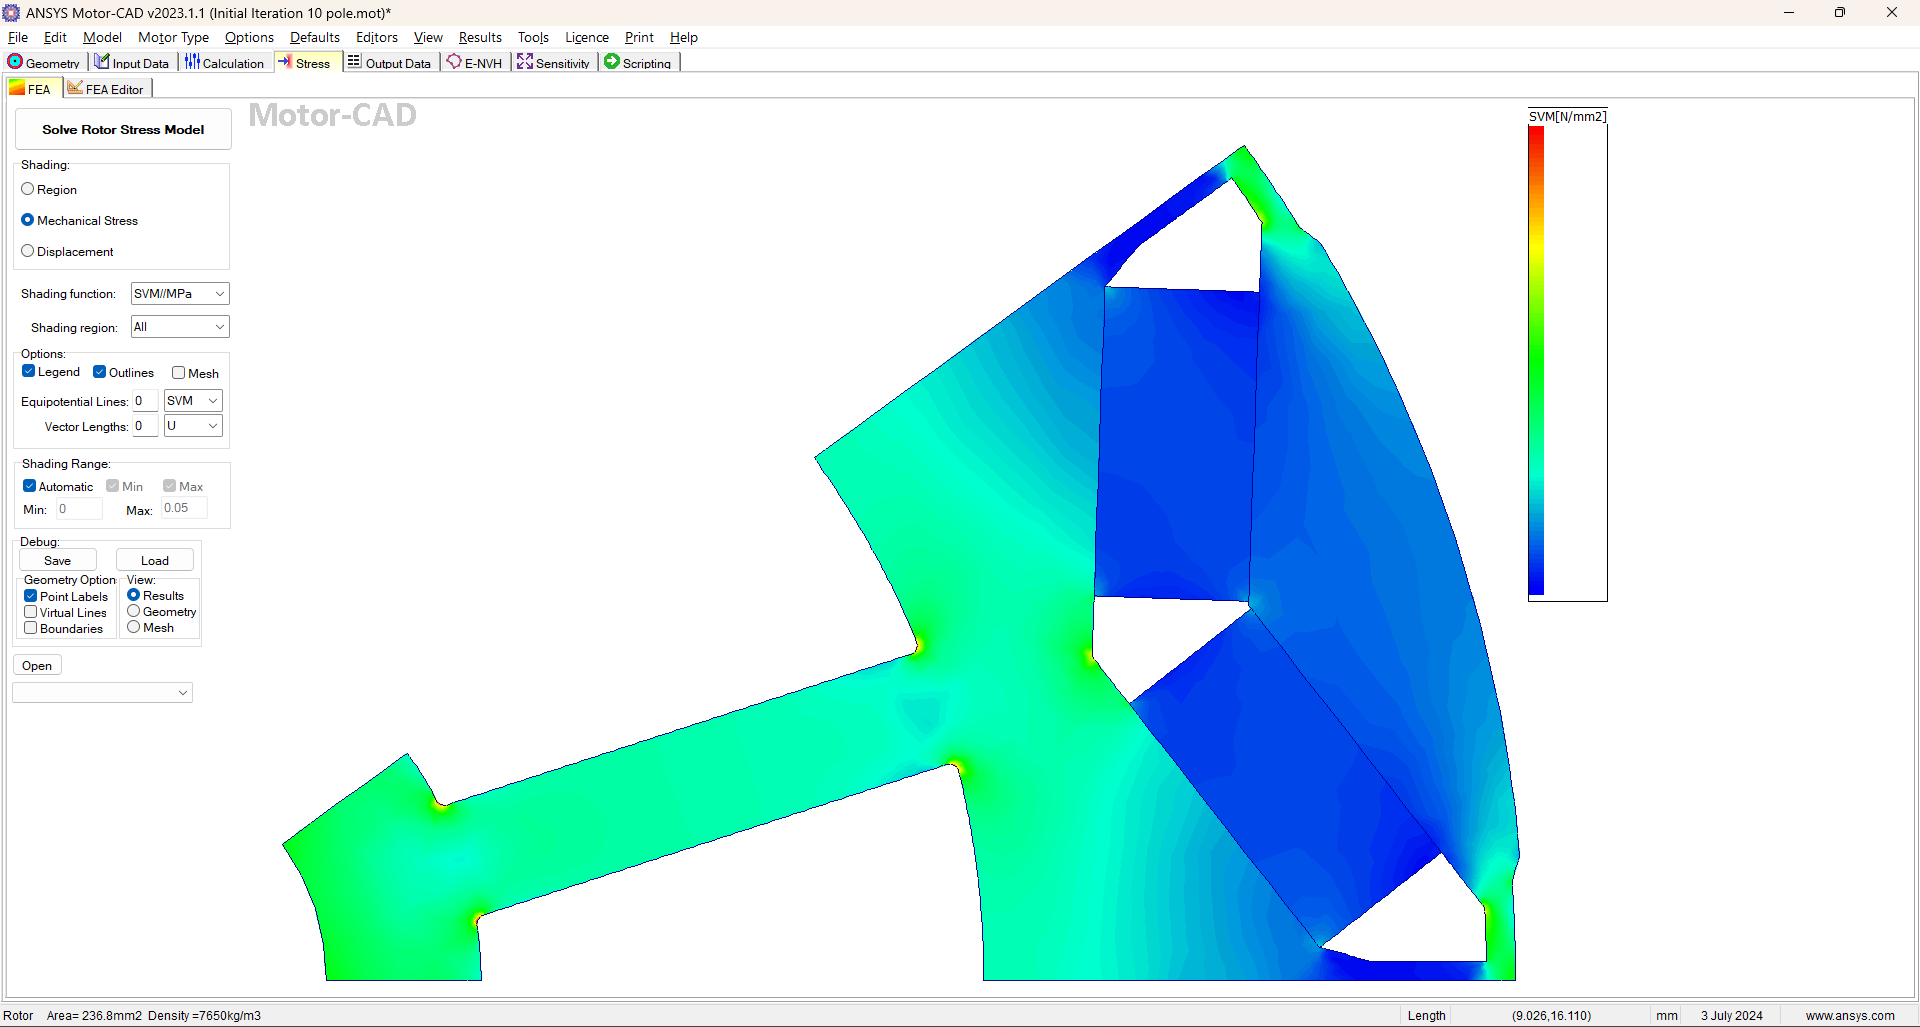 ANSYS Motor-CAD v2023.1.1 (Initial Iteration 10 pole.mot)*
File Edit Model Motor Type Options Defaults Editors View Results Tools Licence Print Help
Geometry Input Data Calculation Stress Output Data E-NVH Sensitivity Scripting
FEA FEA Editor
Motor-CAD
SVM[N/mm2]
Solve Rotor Stress Model
Shading:
Region
Mechanical Stress
Displacement
Shading function: SVM//MPa
Shading region: All
Options:
Legend Outlines Mesh
Equipotential Lines: 0 SVM
Vector Lengths: 0 U
Shading Range:
Automatic Min Max
Min: 0 Max: 0.05
Debug:
Save Load
Geometry Option View:
Point Labels Results
Virtual Lines Geometry
Boundaries Mesh
Open
Rotor Area= 236.8mm2 Density =7650kg/m3 Length (9.026,16.110) mm 3 July 2024 www.ansys.com